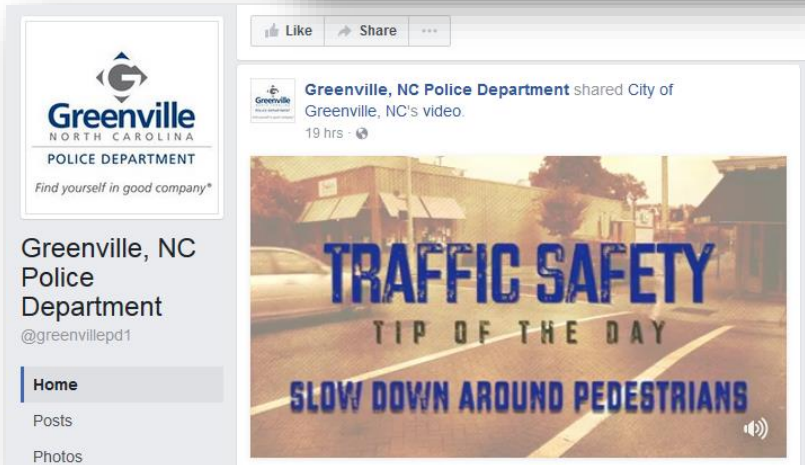 Greenville
NORTH CAROLINA
POLICE DEPARTMENT
Find yourself in good company*
Greenville, NC
Police
Department
@greenvillepd1
Home
Posts
Photos
Like
Share
Greenville, NC Police Department shared City of
Greenville, NC's video.
19 hrs ·
TRAFFIC SAFETY
TIP OF THE DAY
SLOW DOWN AROUND PEDESTRIANS
Greenville